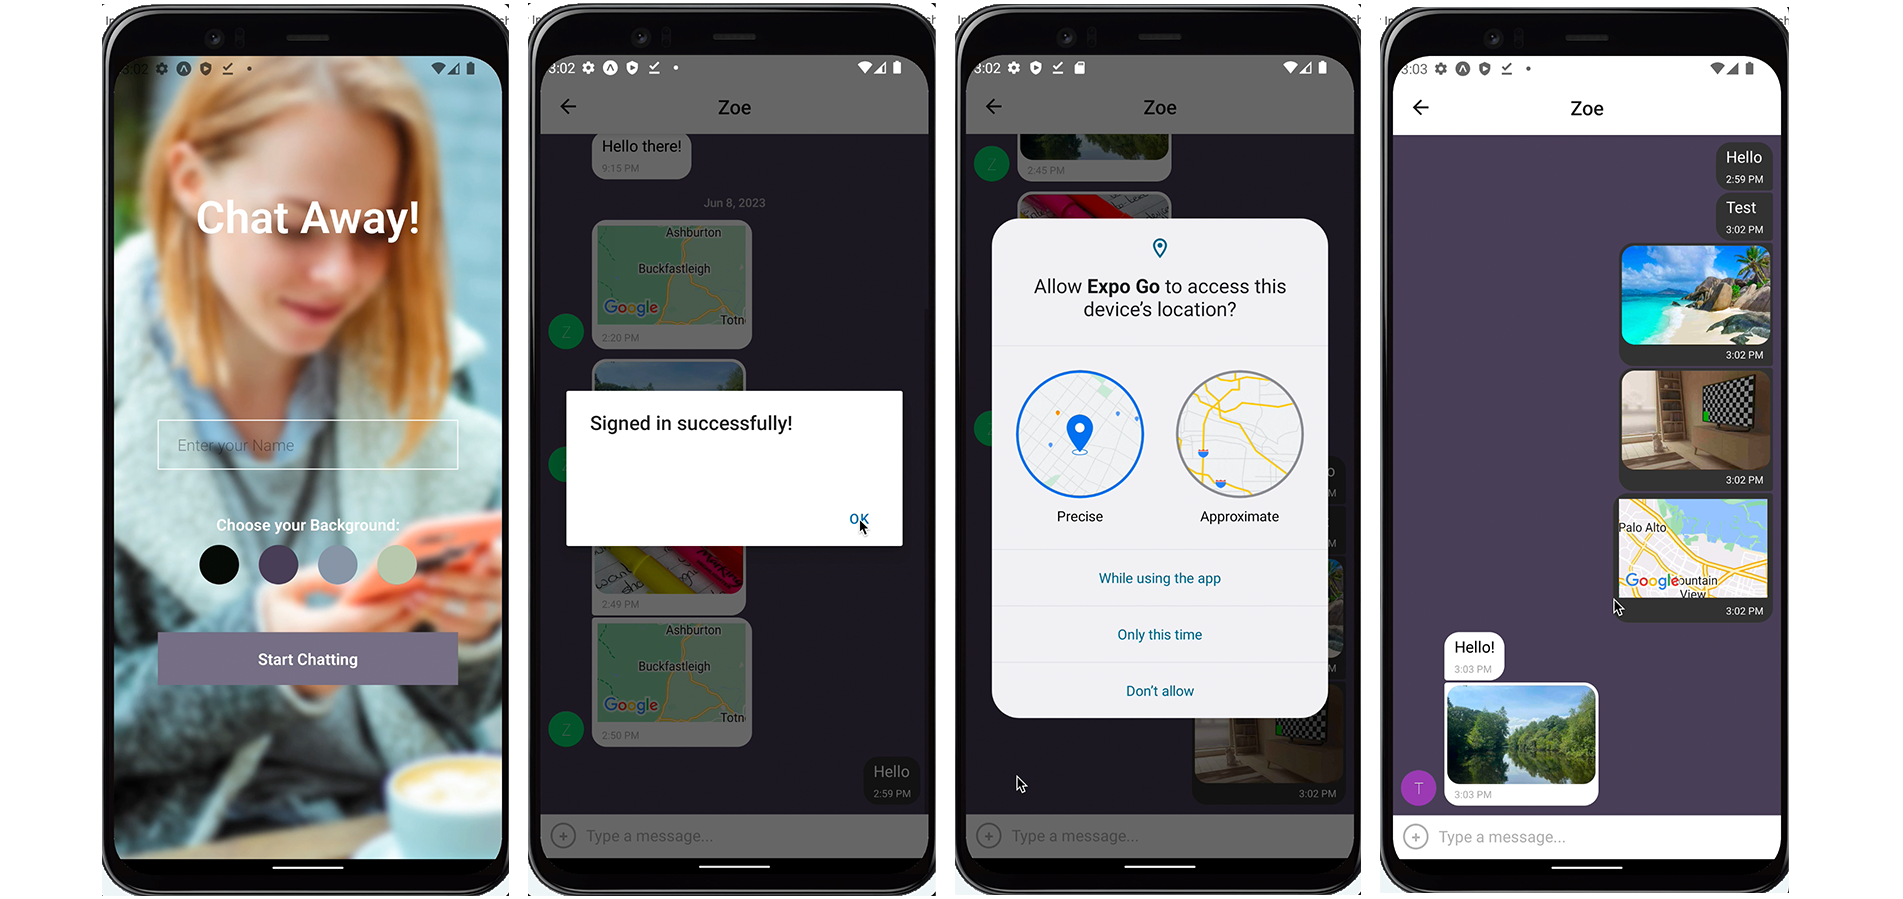 3:02
Chat Away!
Enter your Name
Choose your Background:
Start Chatting
3:02
Zoe
Hello there!
9:15 PM
Jun 8, 2023
Ashburton
Buckfastleigh
Google
Totn
Z
2:20 PM
Signed in successfully!
OK
2:49 PM
Ashburton
Buckfastleigh
Google
Totn
Z
2:50 PM
Hello
2:59 PM
Type a message...
3:02
Zoe
Z
2:45 PM
Allow Expo Go to access this
device's location?
Precise
Approximate
While using the app
Only this time
Don't allow
3:02 PM
Type a message...
3:03
Zoe
Hello
2:59 PM
Test
3:02 PM
3:02 PM
3:02 PM
Palo Alto
Google
ountain
View
3:02 PM
Hello!
3:03 PM
T
3:03 PM
Type a message...